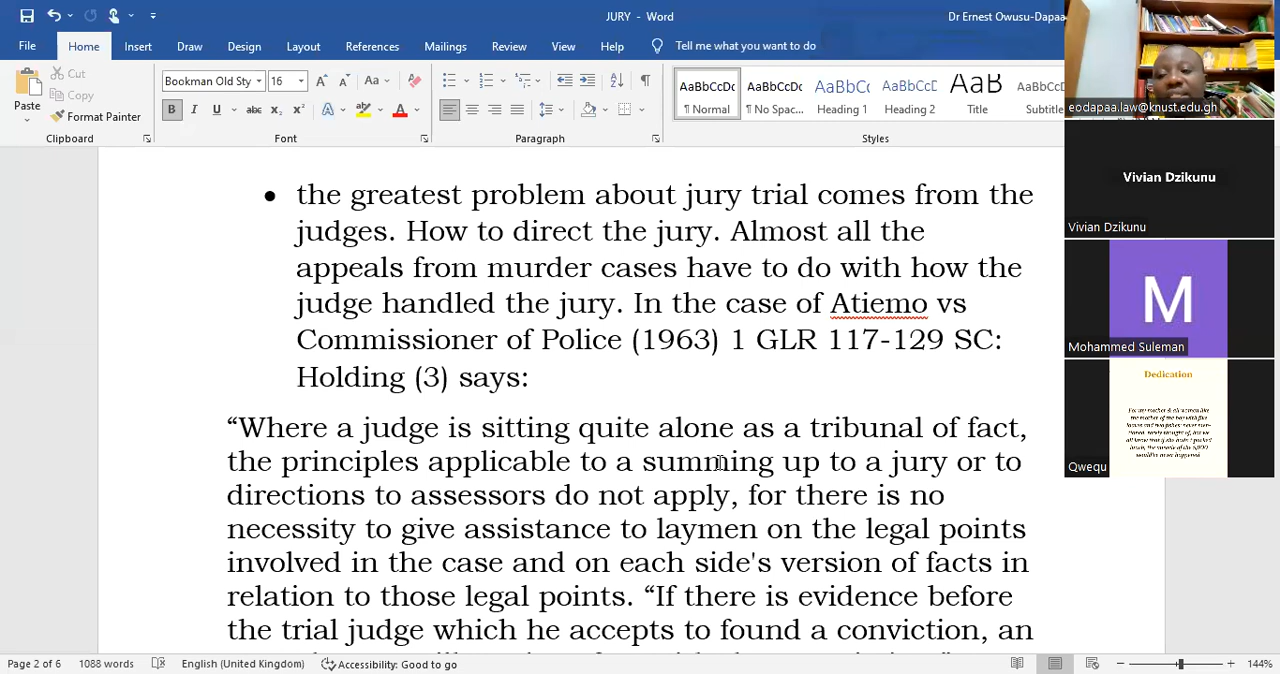 JURY - Word
Dr Ernest Owusu-Dapaa
File Home Insert Draw Design Layout References Mailings Review View Help Tell me what you want to do
Cut
Copy
Paste
Format Painter
Clipboard
Bookman Old Sty 16
Font
Paragraph
AaBbCcDc AaBbCcDc AaBbCc AaBbCcD AaB AaBbCcD
¶ Normal ¶ No Spac... Heading 1 Heading 2 Title Subtitle
Styles
• the greatest problem about jury trial comes from the
judges. How to direct the jury. Almost all the
appeals from murder cases have to do with how the
judge handled the jury. In the case of Atiemo vs
Commissioner of Police (1963) 1 GLR 117-129 SC:
Holding (3) says:
“Where a judge is sitting quite alone as a tribunal of fact,
the principles applicable to a summing up to a jury or to
directions to assessors do not apply, for there is no
necessity to give assistance to laymen on the legal points
involved in the case and on each side's version of facts in
relation to those legal points. “If there is evidence before
the trial judge which he accepts to found a conviction, an
eodapaa.law@knust.edu.gh
Vivian Dzikunu
Vivian Dzikunu
M
Mohammed Suleman
Dedication
Qwequ
Page 2 of 6 1088 words English (United Kingdom) Accessibility: Good to go 144%